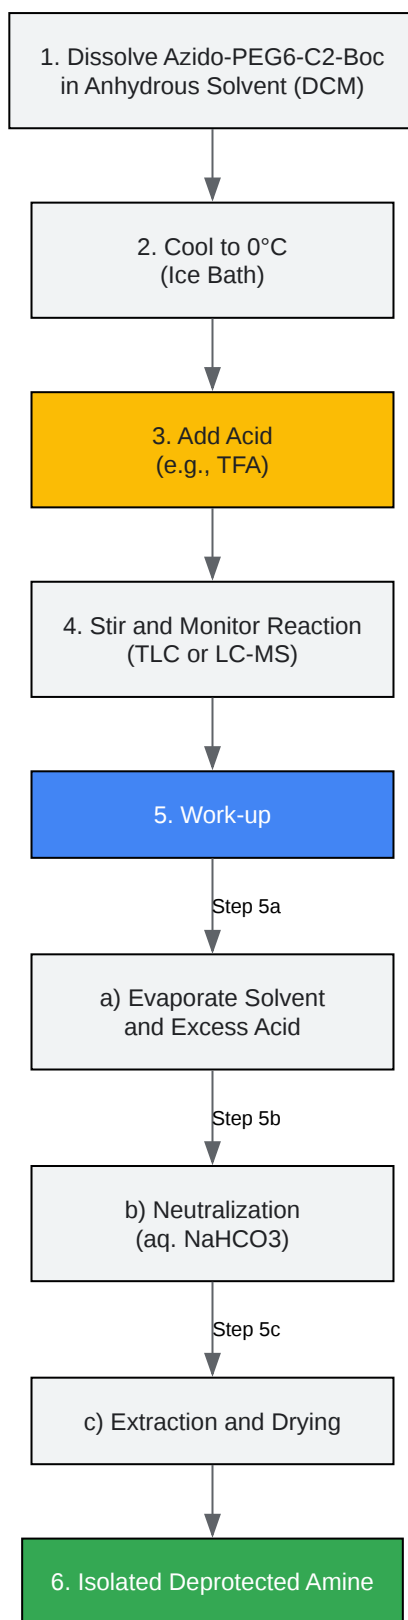 1. Dissolve Azido-PEG6-C2-Boc
in Anhydrous Solvent (DCM)
2. Cool to 0°C
(Ice Bath)
3. Add Acid
(e.g., TFA)
4. Stir and Monitor Reaction
(TLC or LC-MS)
5. Work-up
Step 5a
a) Evaporate Solvent
and Excess Acid
Step 5b
b) Neutralization
(aq. NaHCO3)
Step 5c
c) Extraction and Drying
6. Isolated Deprotected Amine